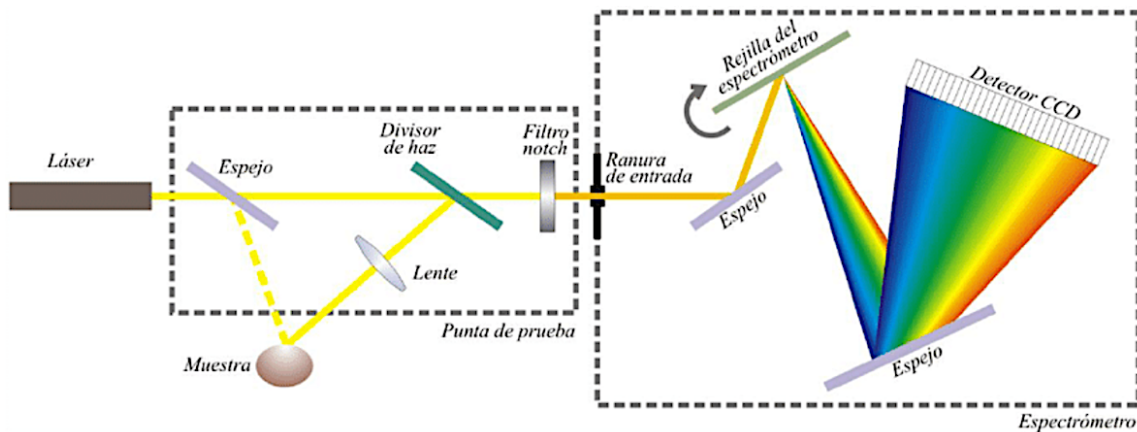 Láser
Espejo
Divisor
de haz
Filtro
notch
Lente
Punta de prueba
Muestra
Ranura
de entrada
Espejo
Rejilla del
espectrómetro
Detector CCD
Espejo
Espectrómetro